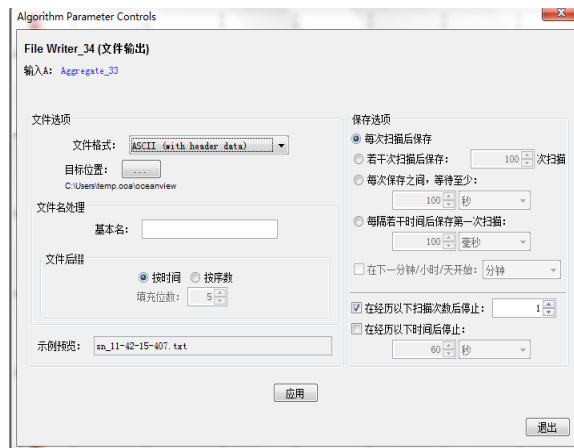 Algorithm Parameter Controls
File Writer_34 (文件输出)
输入A: Aggregate_33
文件选项
文件格式: ASCII (with header data)
目标位置: ...
C:\Users\temp.ooa\oceanview
文件名处理
基本名:
文件后缀
按时间 按序数
填充位数: 5
示例预览: sn_11-42-15-407.txt
保存选项
每次扫描后保存
若干次扫描后保存: 100 次扫描
每次保存之间，等待至少:
100 秒
每隔若干时间后保存第一次扫描:
100 毫秒
在下一分钟/小时/天开始: 分钟
在经历以下扫描次数后停止: 1
在经历以下时间后停止:
60 秒
应用
退出